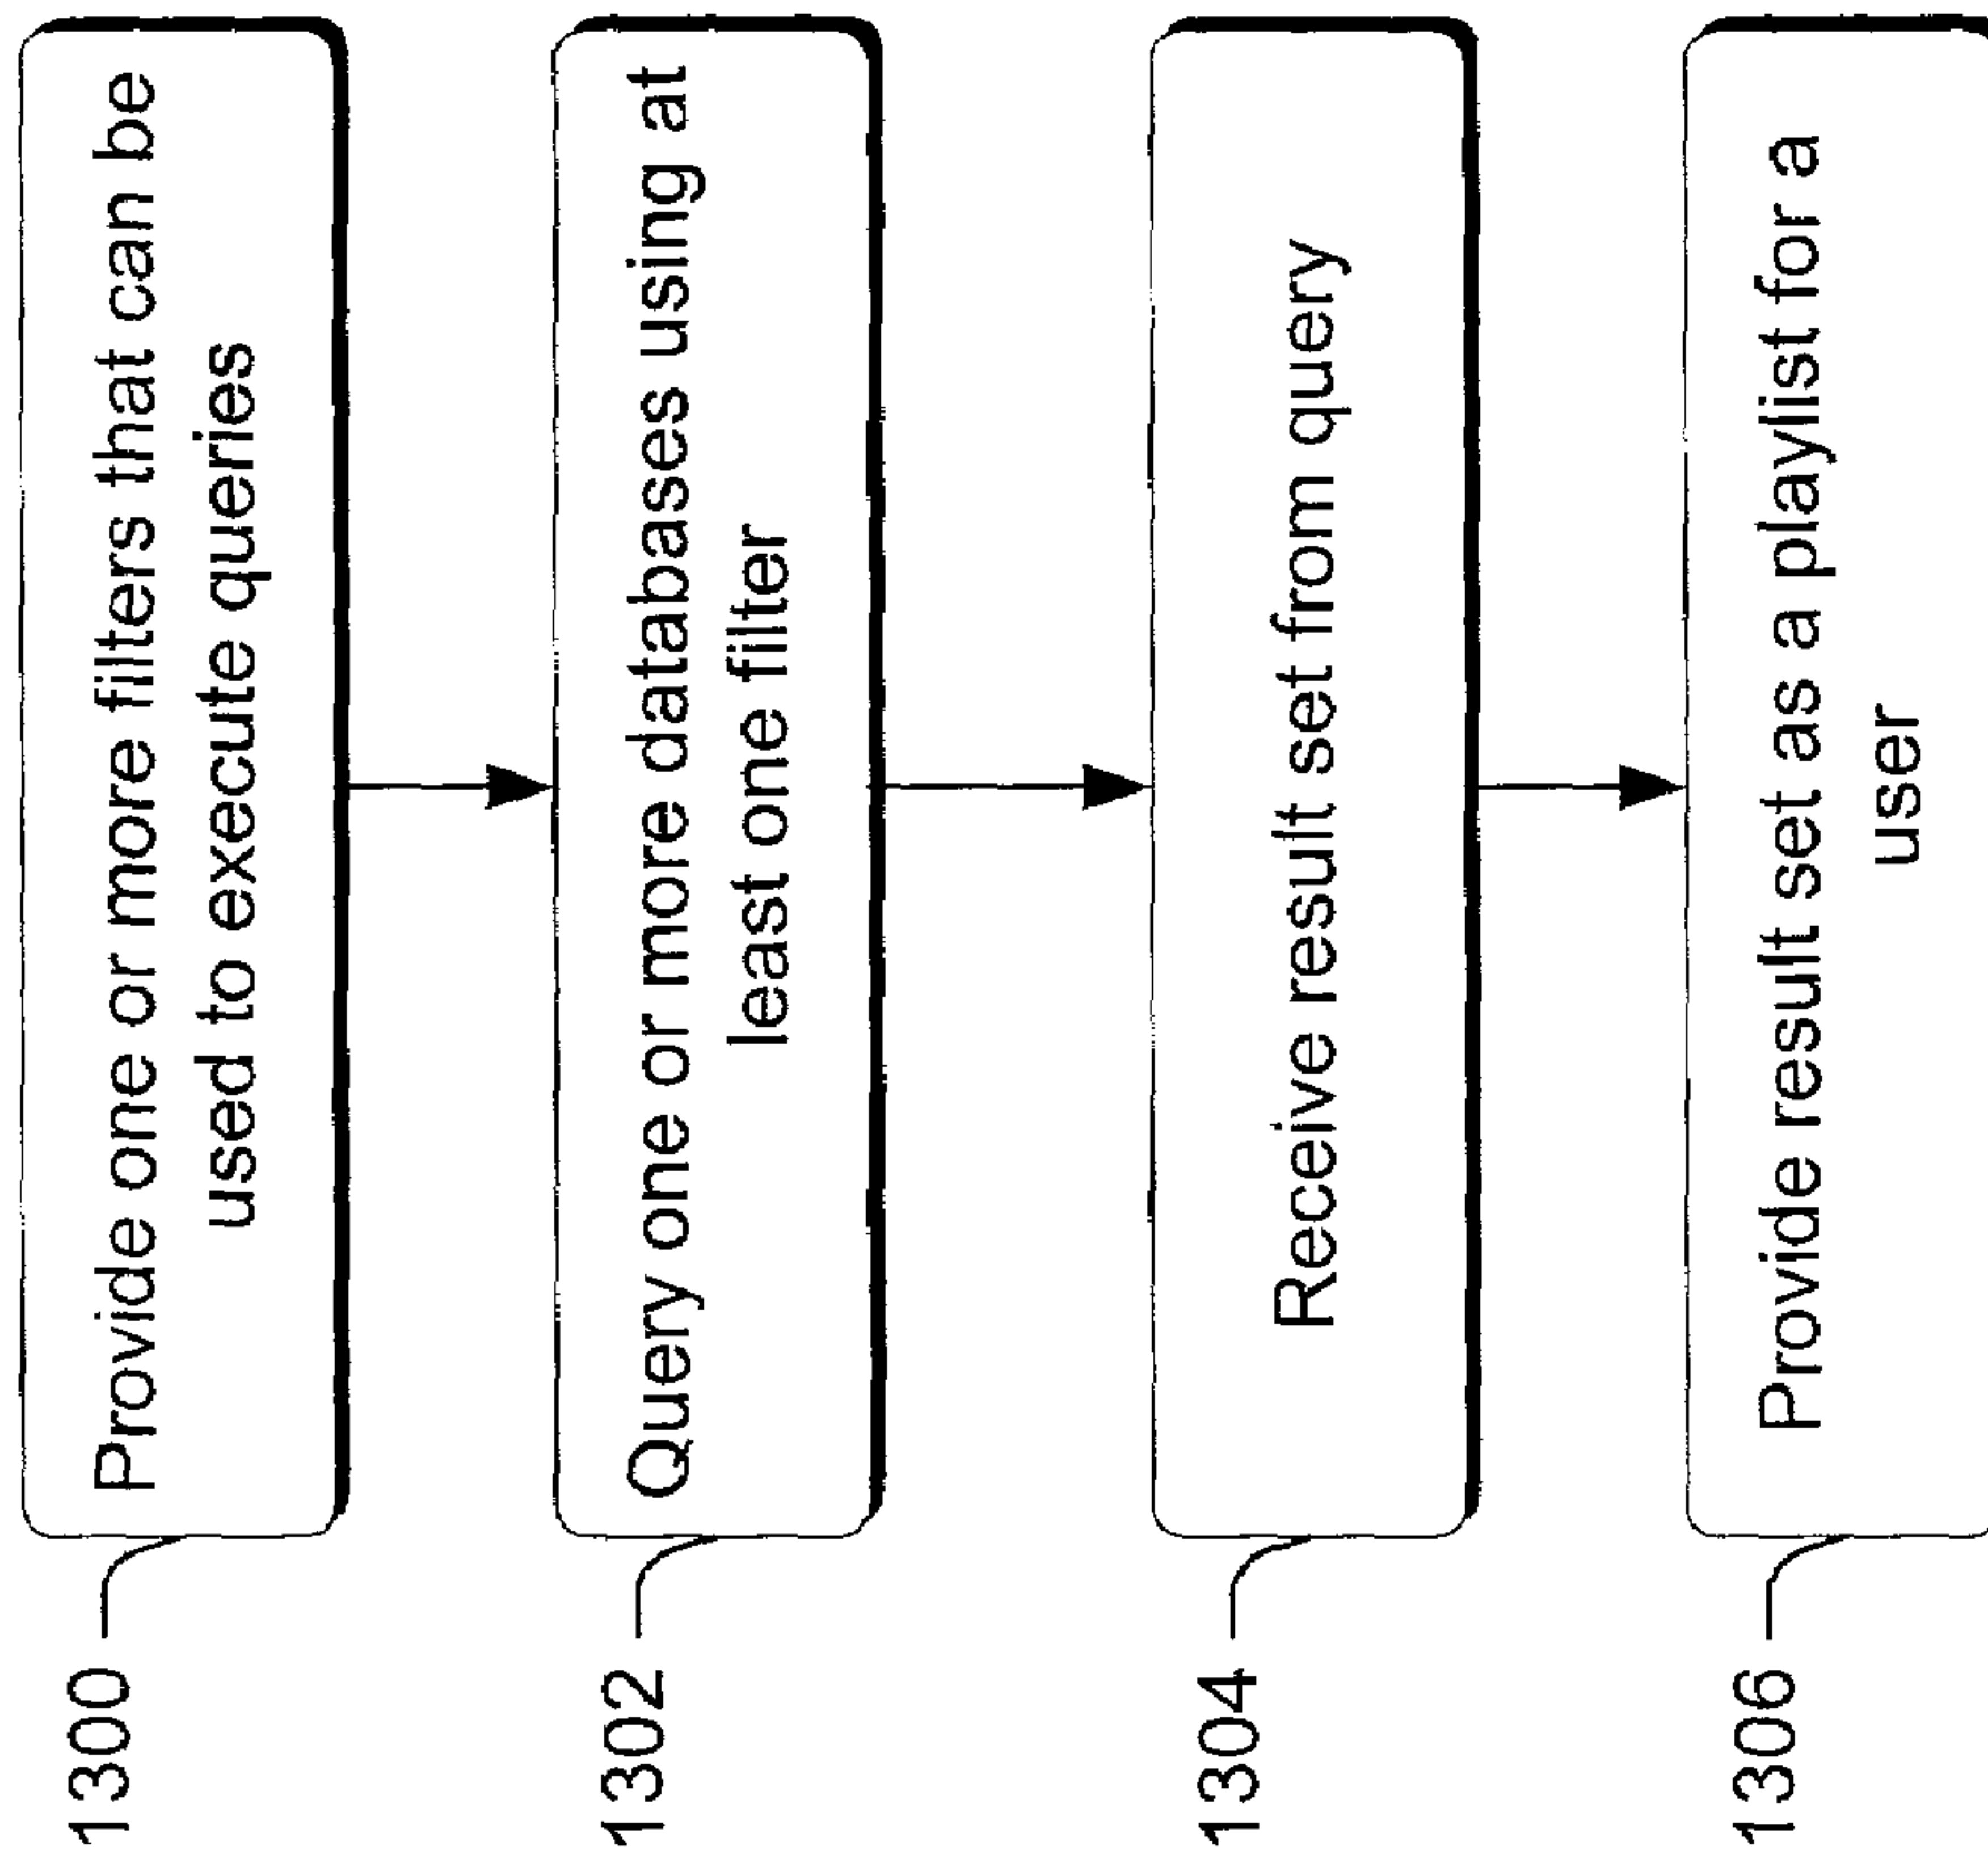 1300
Provide one or more filters that can be
used to execute queries
1302
Query one or more databases using at
least one filter
1304
Receive result set from query
1306
Provide result set as a playlist for a
user